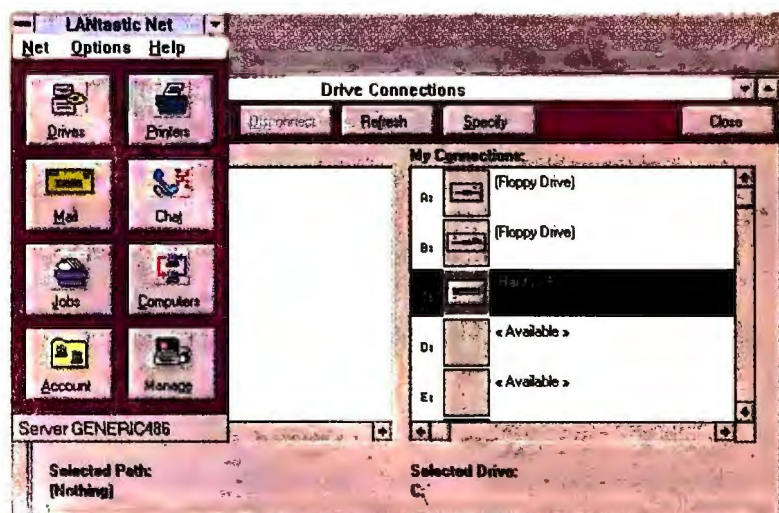 LANtastic Net
Net Options Help
Drives Printers
Mail Chat
Jobs Computers
Account Manage
Server GENERIC486
Drive Connections
Disconnect Refresh Specify Close
My Connections:
A: (Floppy Drive)
B: (Floppy Drive)
D: « Available »
E: « Available »
Selected Path:
[Nothing]
Selected Drive:
C: